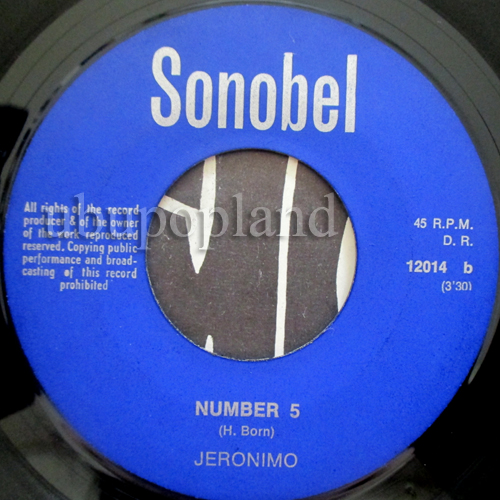 Sonobel
All rights of the record
producer & of the owner
of the work reproduced
reserved. Copying public
performance and broad-
casting of this record
prohibited
45 R.P.M.
D. R.
12014 b
(3'30)
NUMBER 5
(H. Born)
JERONIMO
popland